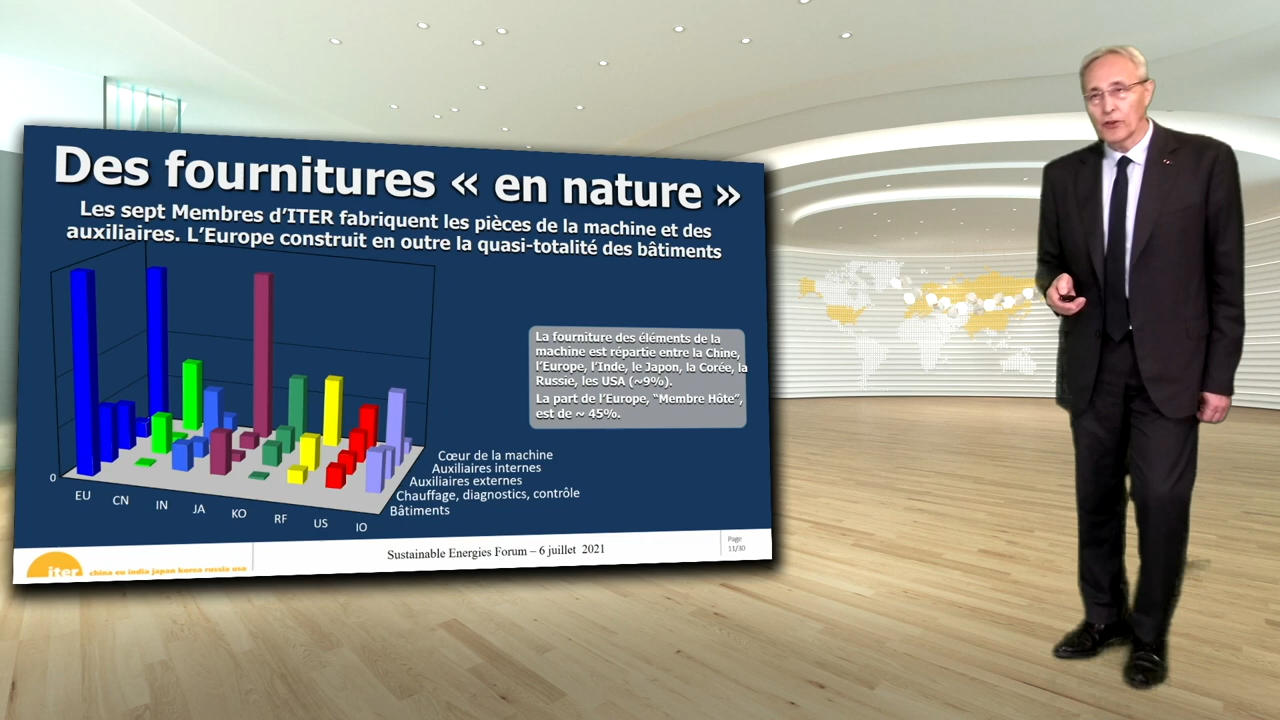 Des fournitures « en nature »
Les sept Membres d’ITER fabriquent les pièces de la machine et des
auxiliaires. L’Europe construit en outre la quasi-totalité des bâtiments
La fourniture des éléments de la
machine est répartie entre la Chine,
l’Europe, l’Inde, le Japon, la Corée, la
Russie, les USA (~9%).
La part de l’Europe, “Membre Hôte”,
est de ~ 45%.
0
EU
CN
IN
JA
KO
RF
US
IO
Cœur de la machine
Auxiliaires internes
Auxiliaires externes
Chauffage, diagnostics, contrôle
Bâtiments
iter
china eu india japan korea russia usa
Sustainable Energies Forum – 6 juillet 2021
Page
11/30